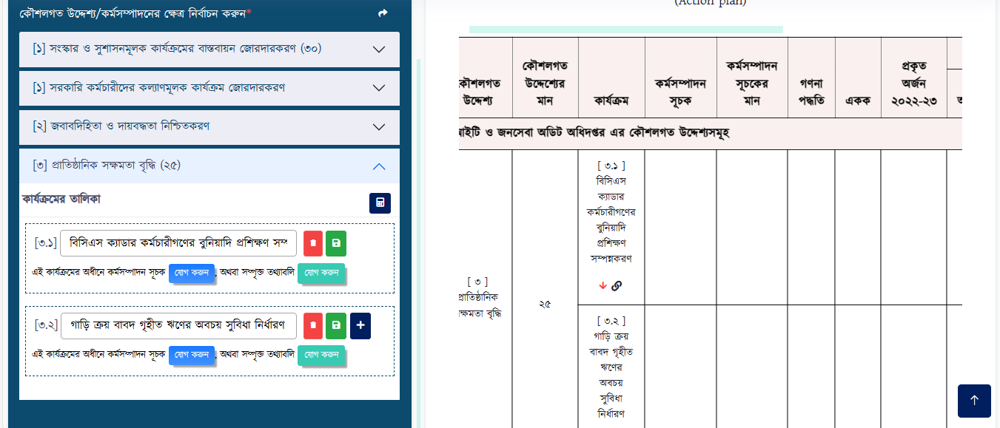 কৌশলগত উদ্দেশ্য/কর্মসম্পাদনের ক্ষেত্র নির্বাচন করুন*
[১] সংস্কার ও সুশাসনমূলক কার্যক্রমের বাস্তবায়ন জোরদারকরণ (৩০)
[১] সরকারি কর্মচারীদের কল্যাণমূলক কার্যক্রম জোরদারকরণ
[২] জবাবদিহিতা ও দায়বদ্ধতা নিশ্চিতকরণ
[৩] প্রাতিষ্ঠানিক সক্ষমতা বৃদ্ধি (২৫)
কার্যক্রমের তালিকা
[৩.১] বিসিএস ক্যাডার কর্মচারীগণের বুনিয়াদি প্রশিক্ষণ সম্প
এই কার্যক্রমের অধীনে কর্মসম্পাদন সূচক যোগ করুন , অথবা সম্পৃক্ত তথ্যাবলি যোগ করুন
[৩.২] গাড়ি ক্রয় বাবদ গৃহীত ঋণের অবচয় সুবিধা নির্ধারণ
এই কার্যক্রমের অধীনে কর্মসম্পাদন সূচক যোগ করুন , অথবা সম্পৃক্ত তথ্যাবলি যোগ করুন
(Action plan)
কৌশলগত
উদ্দেশ্য
কৌশলগত
উদ্দেশ্যের
মান
কার্যক্রম
কর্মসম্পাদন
সূচক
কর্মসম্পাদন
সূচকের
মান
গণনা
পদ্ধতি
একক
প্রকৃত
অর্জন
২০২২-২৩
আইটি ও জনসেবা অডিট অধিদপ্তর এর কৌশলগত উদ্দেশ্যসমূহ
[ ৩ ]
প্রাতিষ্ঠানিক
সক্ষমতা বৃদ্ধি
২৫
[ ৩.১ ]
বিসিএস
ক্যাডার
কর্মচারীগণের
বুনিয়াদি
প্রশিক্ষণ
সম্পন্নকরণ
[ ৩.২ ]
গাড়ি ক্রয়
বাবদ গৃহীত
ঋণের
অবচয়
সুবিধা
নির্ধারণ